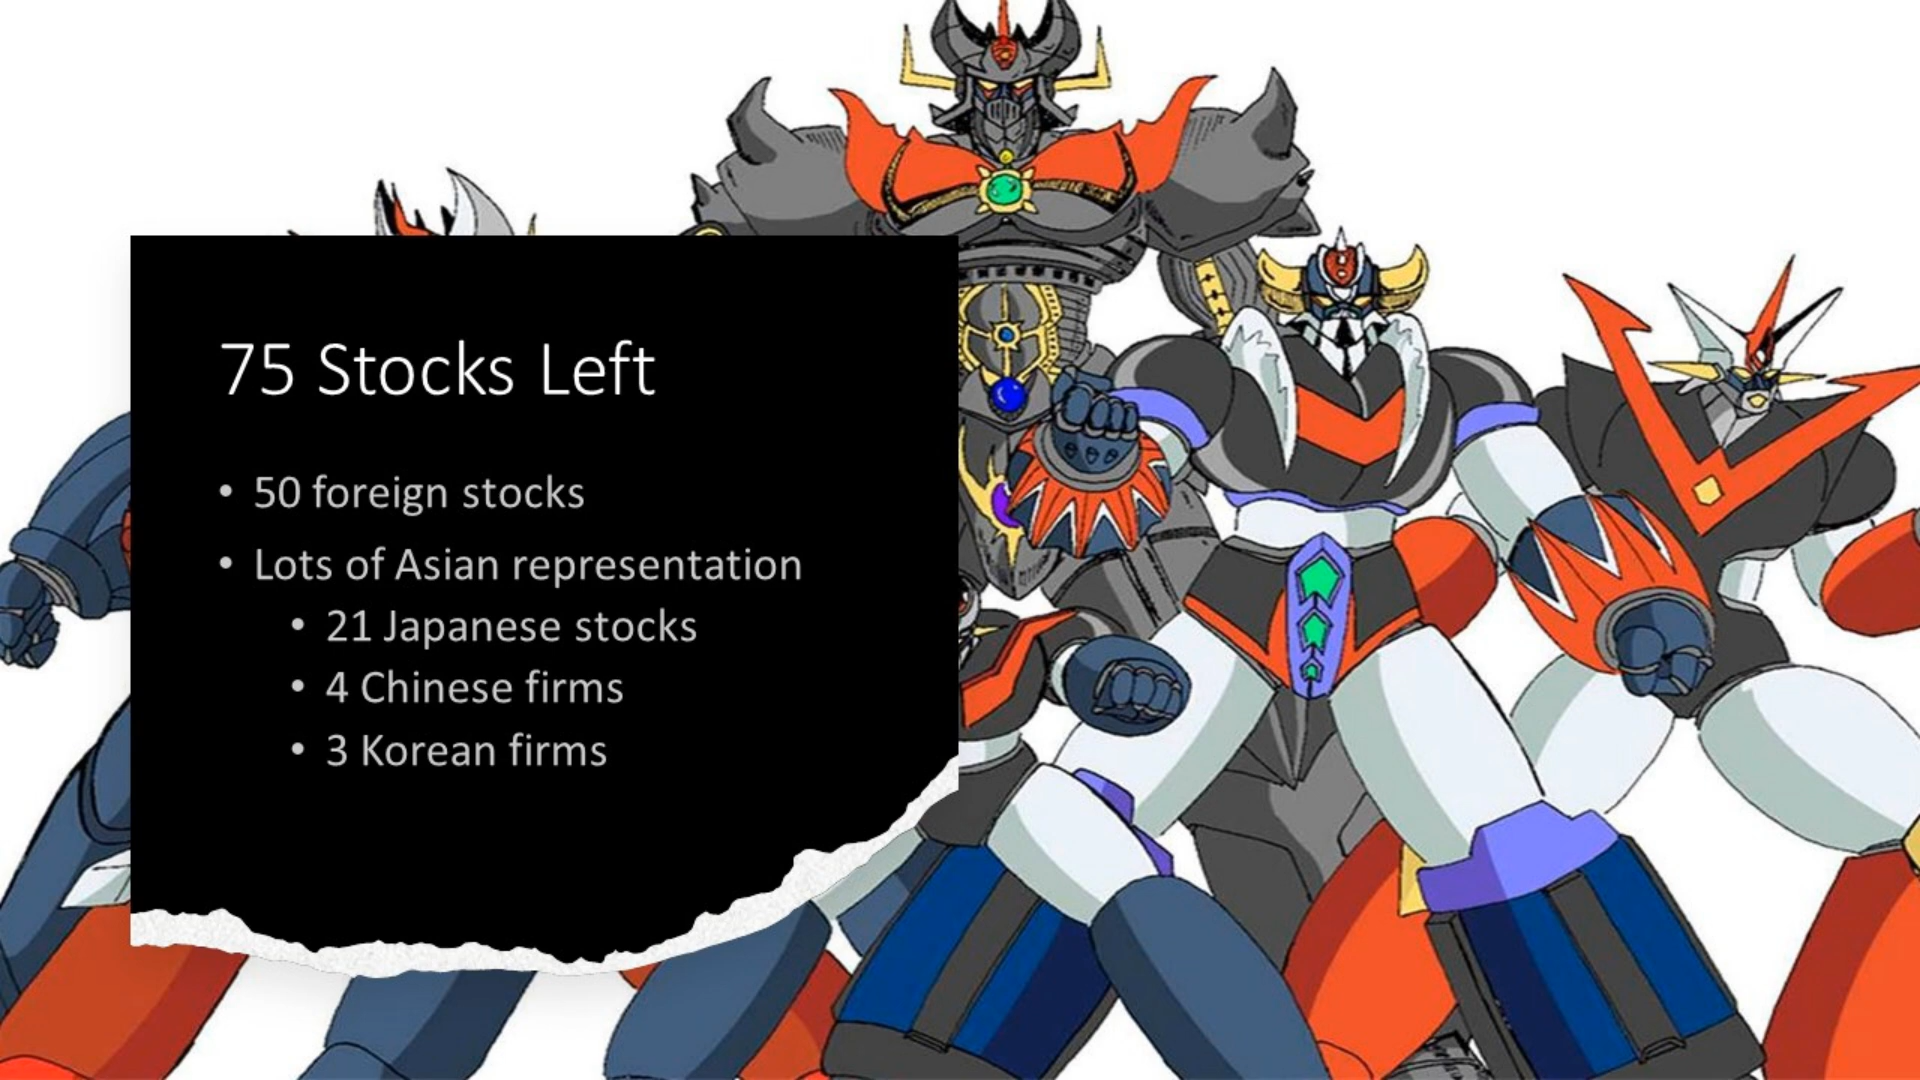 75 Stocks Left
• 50 foreign stocks
• Lots of Asian representation
• 21 Japanese stocks
• 4 Chinese firms
• 3 Korean firms